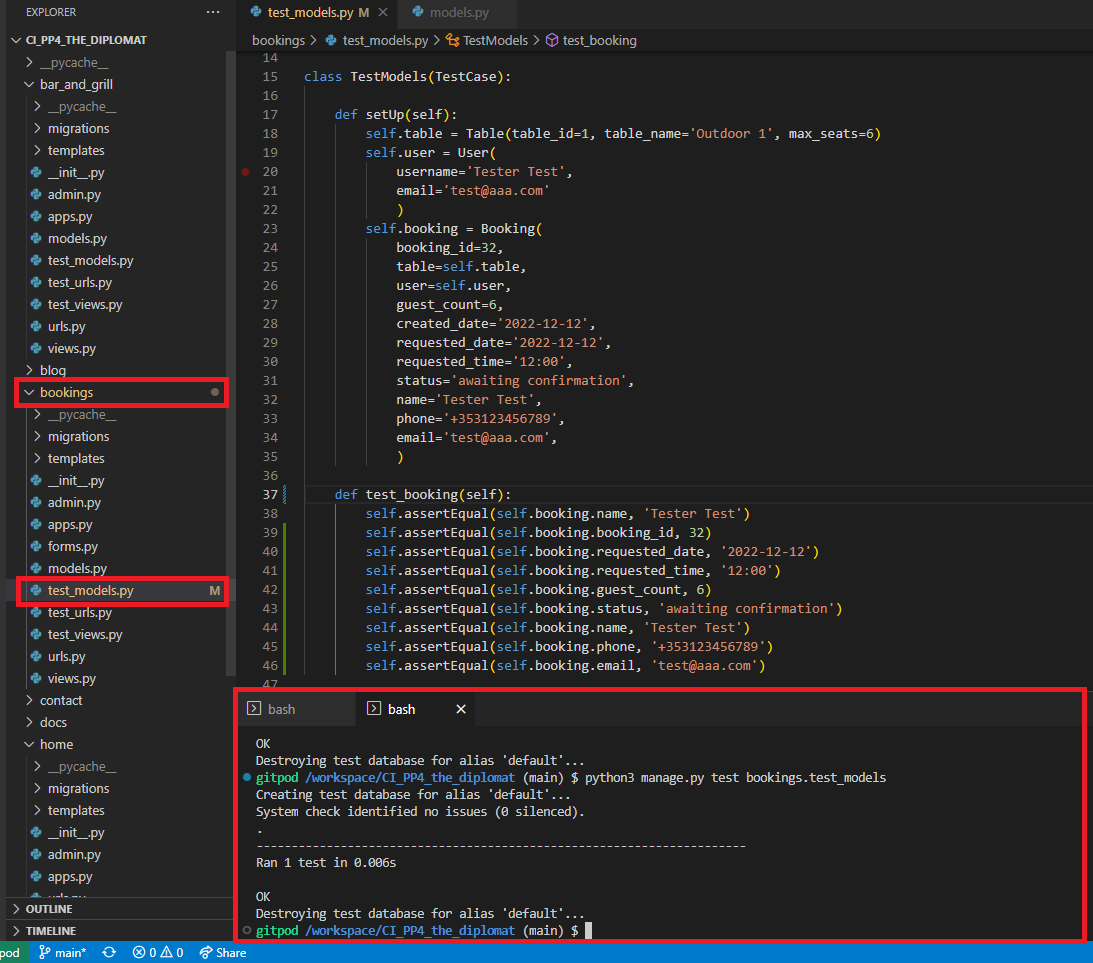 EXPLORER ···
CI_PP4_THE_DIPLOMAT
__pycache__
bar_and_grill
__pycache__
migrations
templates
__init__.py
admin.py
apps.py
models.py
test_models.py
test_urls.py
test_views.py
urls.py
views.py
blog
bookings
__pycache__
migrations
templates
__init__.py
admin.py
apps.py
forms.py
models.py
test_models.py M
test_urls.py
test_views.py
urls.py
views.py
contact
docs
home
__pycache__
migrations
templates
__init__.py
admin.py
apps.py
urls.py
OUTLINE
TIMELINE
test_models.py M
models.py
bookings > test_models.py > TestModels > test_booking
14
15 class TestModels(TestCase):
16
17 def setUp(self):
18 self.table = Table(table_id=1, table_name='Outdoor 1', max_seats=6)
19 self.user = User(
20 username='Tester Test',
21 email='test@aaa.com'
22 )
23 self.booking = Booking(
24 booking_id=32,
25 table=self.table,
26 user=self.user,
27 guest_count=6,
28 created_date='2022-12-12',
29 requested_date='2022-12-12',
30 requested_time='12:00',
31 status='awaiting confirmation',
32 name='Tester Test',
33 phone='+353123456789',
34 email='test@aaa.com',
35 )
36
37 def test_booking(self):
38 self.assertEqual(self.booking.name, 'Tester Test')
39 self.assertEqual(self.booking.booking_id, 32)
40 self.assertEqual(self.booking.requested_date, '2022-12-12')
41 self.assertEqual(self.booking.requested_time, '12:00')
42 self.assertEqual(self.booking.guest_count, 6)
43 self.assertEqual(self.booking.status, 'awaiting confirmation')
44 self.assertEqual(self.booking.name, 'Tester Test')
45 self.assertEqual(self.booking.phone, '+353123456789')
46 self.assertEqual(self.booking.email, 'test@aaa.com')
47
bash
bash
OK
Destroying test database for alias 'default'...
gitpod /workspace/CI_PP4_the_diplomat (main) $ python3 manage.py test bookings.test_models
Creating test database for alias 'default'...
System check identified no issues (0 silenced).
.
----------------------------------------------------------------------
Ran 1 test in 0.006s
OK
Destroying test database for alias 'default'...
gitpod /workspace/CI_PP4_the_diplomat (main) $
pod main* 0 0 Share